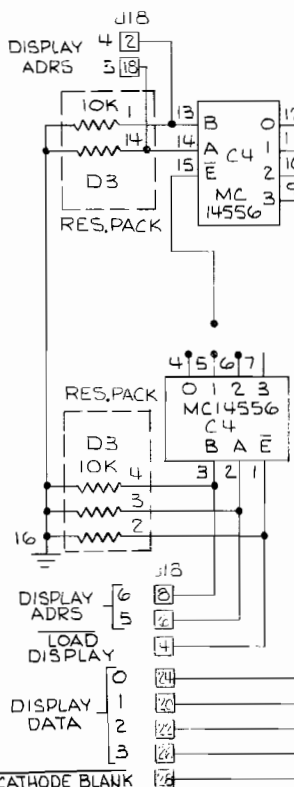 J18
DISPLAY ADRS
4 2
3 18
10K
1
14
D3
RES. PACK
13 B 0
14 A 1
15 E 2
C4
MC 14556
3
4 5 6 7
0 1 2 3
MC14556
C4
B A E
3 2 1
RES. PACK
D3
10K
4
3
2
16
J18
DISPLAY ADRS
6 8
5
LOAD DISPLAY
DISPLAY DATA
0 24
1 20
2 22
3
CATHODE BLANK